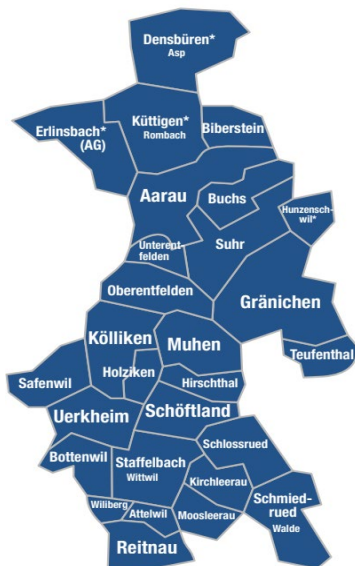 Densbüren*
Asp
Küttigen*
Rombach
Erlinsbach*
(AG)
Biberstein
Aarau
Buchs
Hunzensch-
wil*
Unterent-
felden
Suhr
Oberentfelden
Gränichen
Kölliken
Muhen
Teufenthal
Holziken
Safenwil
Hirschthal
Uerkheim
Schöftland
Schlossrued
Bottenwil
Staffelbach
Wittwil
Kirchleerau
Schmied-
rued
Walde
Wiliberg
Attelwil
Moosleerau
Reitnau